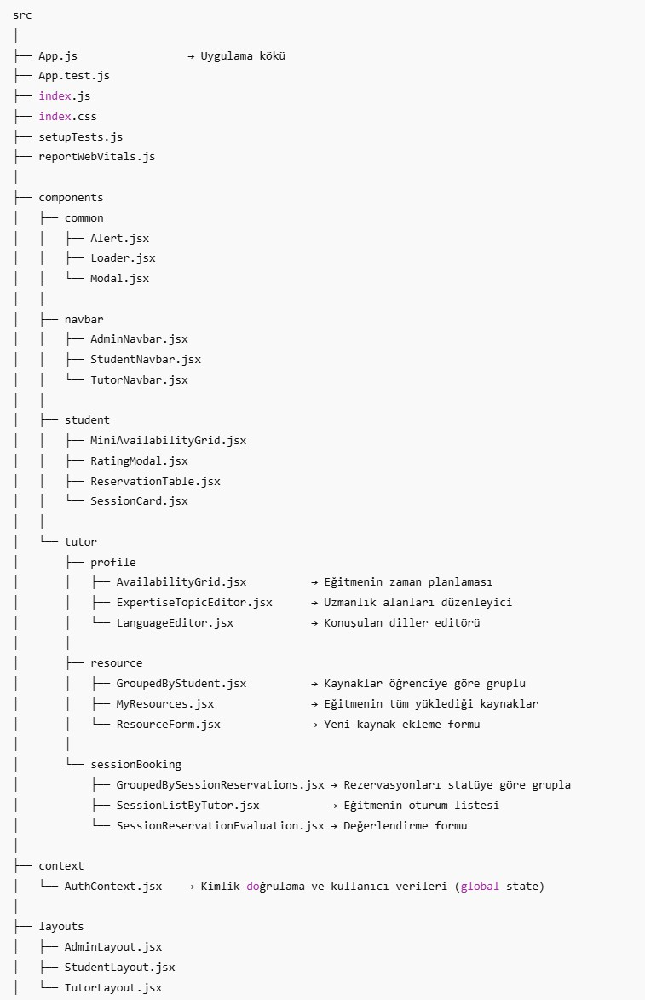 src
│
├── App.js                 → Uygulama kökü
├── App.test.js
├── index.js
├── index.css
├── setupTests.js
├── reportWebVitals.js
│
├── components
│   ├── common
│   │   ├── Alert.jsx
│   │   ├── Loader.jsx
│   │   └── Modal.jsx
│   │
│   ├── navbar
│   │   ├── AdminNavbar.jsx
│   │   ├── StudentNavbar.jsx
│   │   └── TutorNavbar.jsx
│   │
│   ├── student
│   │   ├── MiniAvailabilityGrid.jsx
│   │   ├── RatingModal.jsx
│   │   ├── ReservationTable.jsx
│   │   └── SessionCard.jsx
│   │
│   └── tutor
│       ├── profile
│       │   ├── AvailabilityGrid.jsx          → Eğitmenin zaman planlaması
│       │   ├── ExpertiseTopicEditor.jsx      → Uzmanlık alanları düzenleyici
│       │   └── LanguageEditor.jsx            → Konuşulan diller editörü
│       │
│       ├── resource
│       │   ├── GroupedByStudent.jsx          → Kaynaklar öğrenciye göre gruplu
│       │   ├── MyResources.jsx               → Eğitmenin tüm yüklediği kaynaklar
│       │   └── ResourceForm.jsx              → Yeni kaynak ekleme formu
│       │
│       └── sessionBooking
│           ├── GroupedBySessionReservations.jsx → Rezervasyonları statüye göre grupla
│           ├── SessionListByTutor.jsx           → Eğitmenin oturum listesi
│           └── SessionReservationEvaluation.jsx → Değerlendirme formu
│
├── context
│   └── AuthContext.jsx    → Kimlik doğrulama ve kullanıcı verileri (global state)
│
├── layouts
│   ├── AdminLayout.jsx
│   ├── StudentLayout.jsx
│   └── TutorLayout.jsx